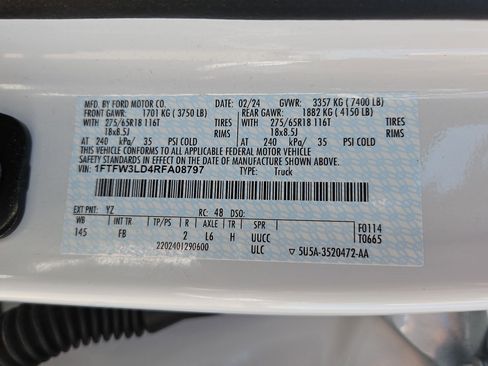 MFD. BY FORD MOTOR CO. 02/24 GVWR: 3357 KG ( 7400 LB)
FRONT GAWR: 1701 KG ( 3750 LB) REAR GAWR: 1882 KG ( 4150 LB)
WITH 275/65R18 116T TIRES WITH 275/65R18 116T TIRES
18x8.5J RIMS 18x8.5J RIMS
AT 240 kPa/ 35 PSI COLD AT 240 kPa/ 35 PSI COLD
THIS VEHICLE CONFORMS TO ALL APPLICABLE FEDERAL MOTOR VEHICLE SAFETY AND
THEFT PREVENTION STANDARDS IN EFFECT ON THE DATE OF MANUFACTURE SHOWN ABOVE.
VIN: 1FTFW3LD4RFA08797 TYPE: Truck
EXT PNT: YZ RC: 48 DSO: F0114
WB INT TR TP/PS R AXLE TR SPR T0665
145 FB 2 L6 H UUCC
2202401290600 ULC 5U5A-3520472-AA